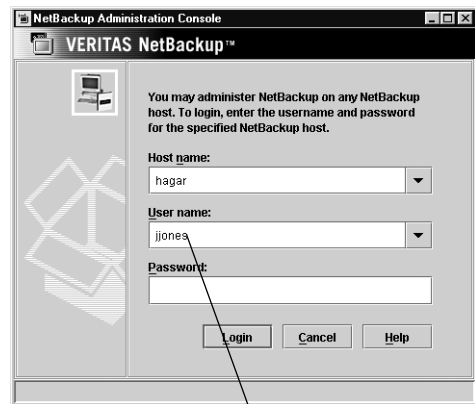 NetBackup Administration Console
VERITAS NetBackup™
You may administer NetBackup on any NetBackup
host. To login, enter the username and password
for the specified NetBackup host.
Host name:
hagar
User name:
jjones
Password:
Login Cancel Help